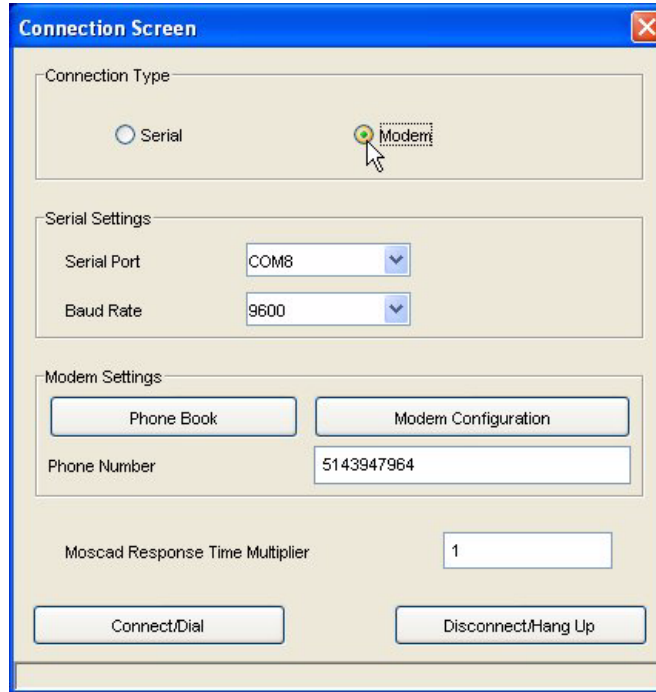 Connection Screen
Connection Type
Serial
Modem
Serial Settings
Serial Port
COM8
Baud Rate
9600
Modem Settings
Phone Book
Modem Configuration
Phone Number
5143947964
Moscad Response Time Multiplier
1
Connect/Dial
Disconnect/Hang Up